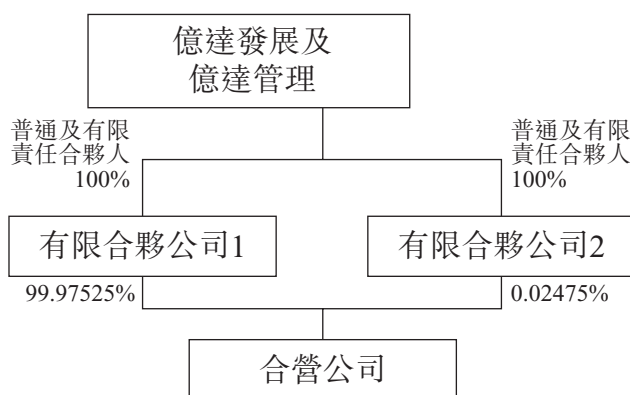 億達發展及
億達管理
普通及有限
責任合夥人
100%
普通及有限
責任合夥人
100%
有限合夥公司1
有限合夥公司2
99.97525%
0.02475%
合營公司